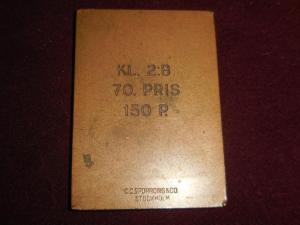 KL. 2:B
70. PRIS
150 P.
C.C. SPORRONG & CO.
STOCKHOLM